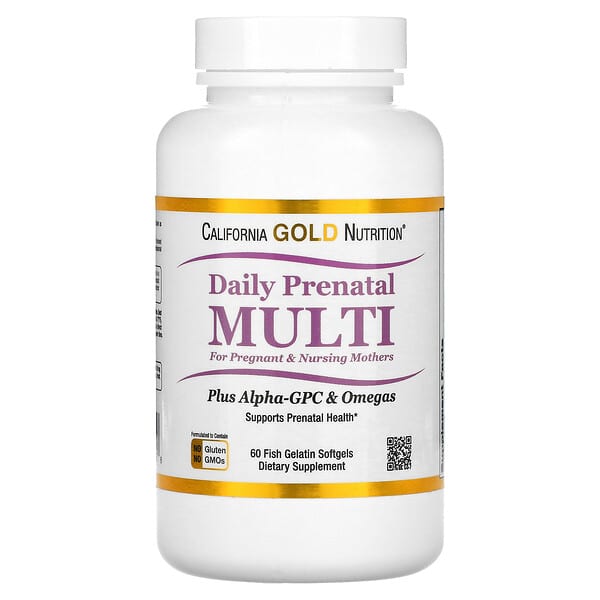 CALIFORNIA GOLD NUTRITION®
Daily Prenatal
MULTI
For Pregnant & Nursing Mothers
Plus Alpha-GPC & Omegas
Supports Prenatal Health*
Formulated to Contain
NO Gluten
NO GMOs
60 Fish Gelatin Softgels
Dietary Supplement